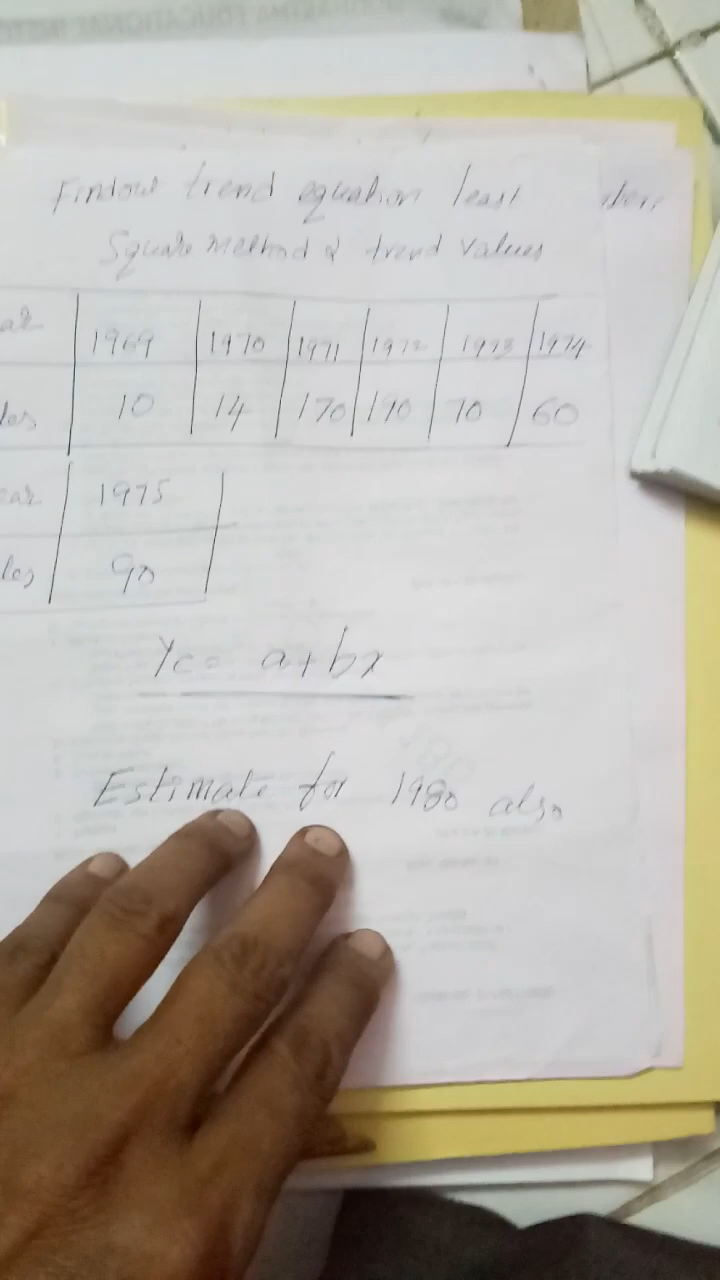 Findout trend equation least
Square method & trend values
1969 1970 1971 1972 1973 1974
10 14 170 190 70 60
1975
90
Yc = a+bx
Estimate for 1980 also